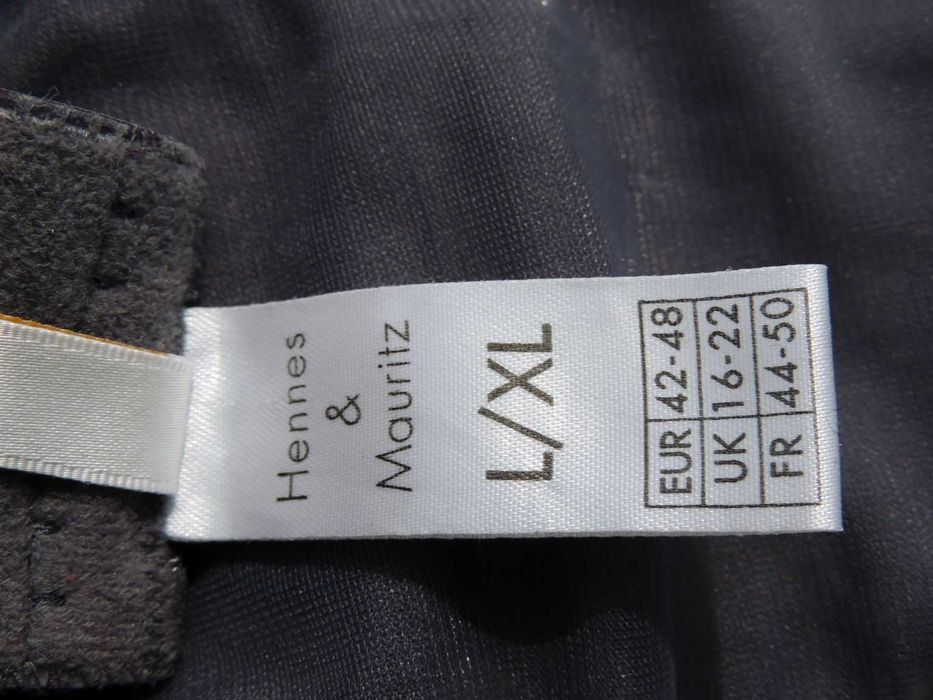 Hennes
&
Mauritz
L/XL
EUR 42-48
UK 16-22
FR 44-50